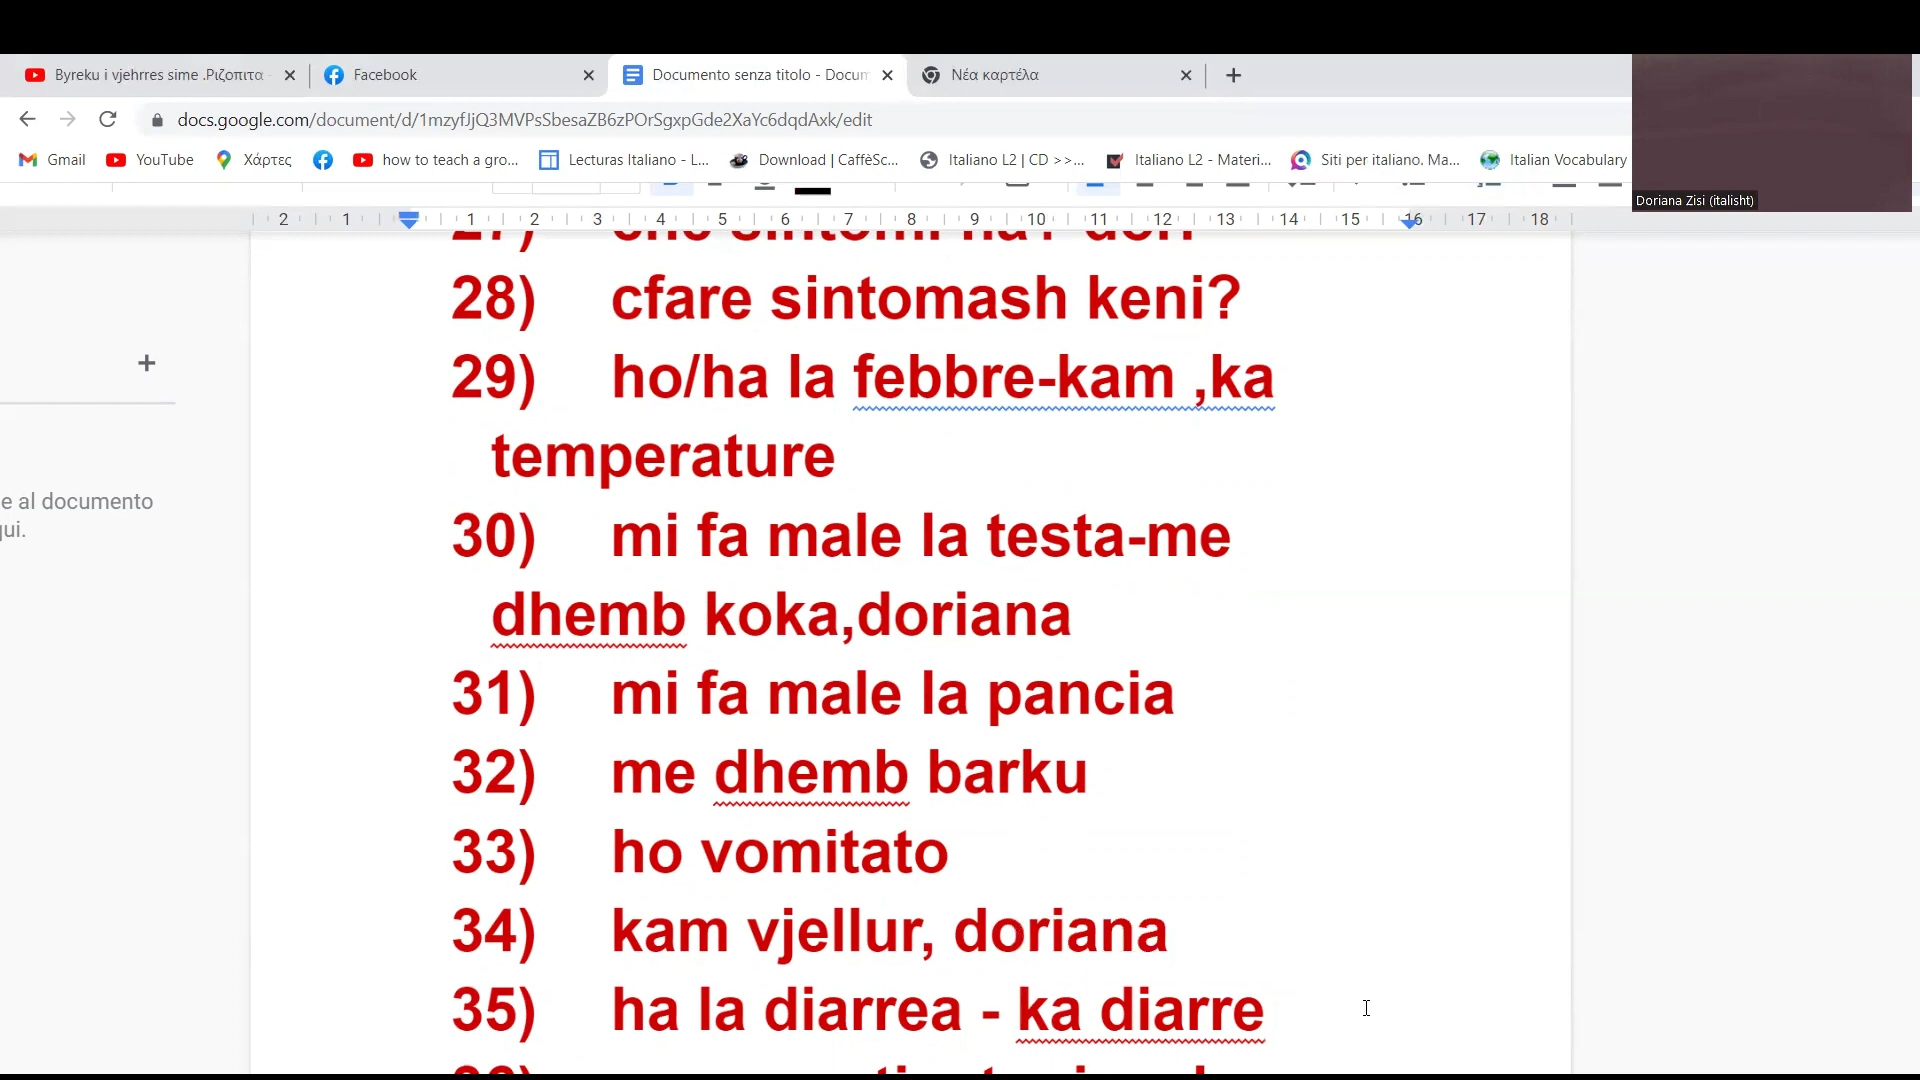 Byreku i vjehrres sime .Ριζοπιτα -
Facebook
Documento senza titolo - Docum
Νέα καρτέλα
docs.google.com/document/d/1mzyfJjQ3MVPsSbesaZB6zPOrSgxpGde2XaYc6dqdAxk/edit
Gmail
YouTube
Χάρτες
how to teach a gro...
Lecturas Italiano - L...
Download | CaffèSc...
Italiano L2 | CD >>...
Italiano L2 - Materi...
Siti per italiano. Ma...
Italian Vocabulary
Doriana Zisi (italisht)
2 1 1 2 3 4 5 6 7 8 9 10 11 12 13 14 15 16 17 18
28) cfare sintomash keni?
29) ho/ha la febbre-kam ,ka
temperature
30) mi fa male la testa-me
dhemb koka,doriana
31) mi fa male la pancia
32) me dhemb barku
33) ho vomitato
34) kam vjellur, doriana
35) ha la diarrea - ka diarre
e al documento
qui.